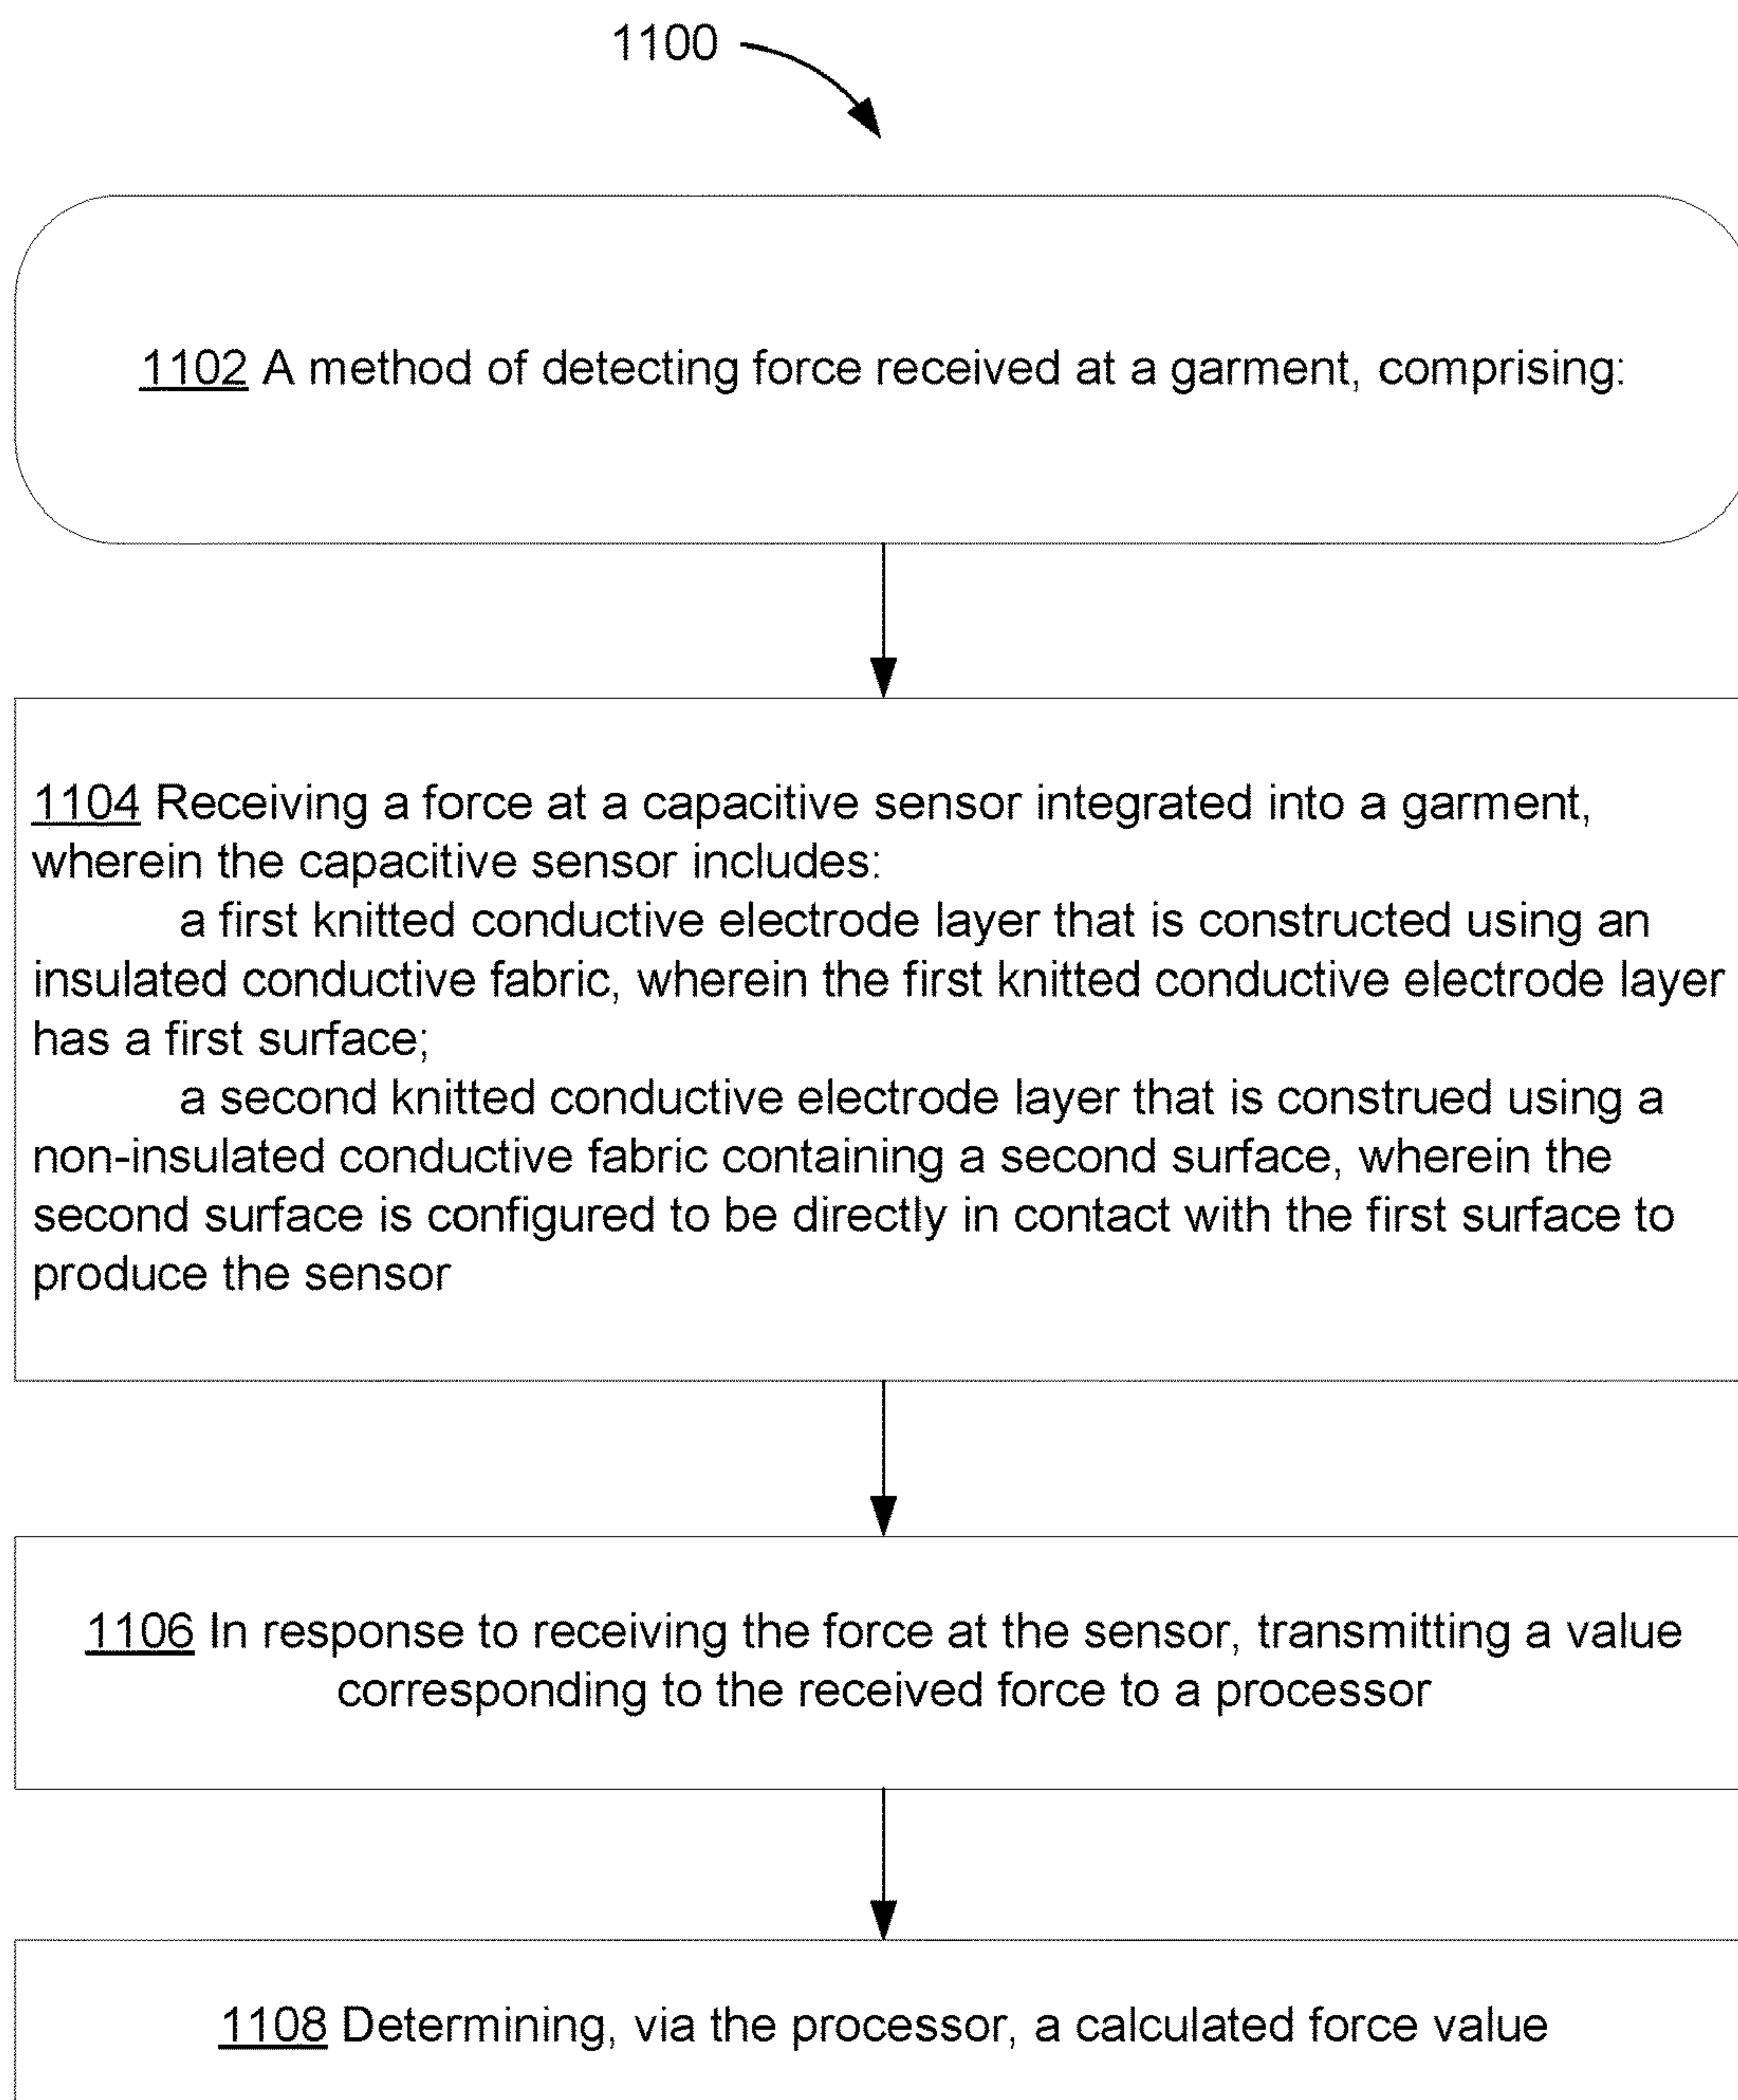 1100
1102 A method of detecting force received at a garment, comprising:
1104 Receiving a force at a capacitive sensor integrated into a garment,
wherein the capacitive sensor includes:
a first knitted conductive electrode layer that is constructed using an
insulated conductive fabric, wherein the first knitted conductive electrode layer
has a first surface;
a second knitted conductive electrode layer that is construed using a
non-insulated conductive fabric containing a second surface, wherein the
second surface is configured to be directly in contact with the first surface to
produce the sensor
1106 In response to receiving the force at the sensor, transmitting a value
corresponding to the received force to a processor
1108 Determining, via the processor, a calculated force value